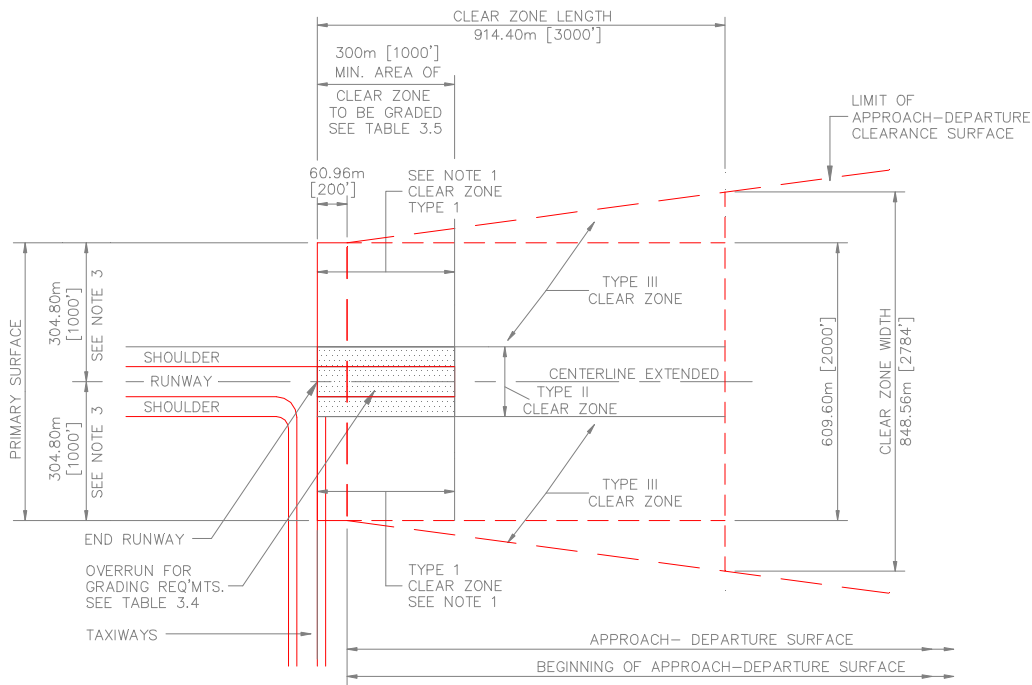 CLEAR ZONE LENGTH
914.40m [3000']
300m [1000']
MIN. AREA OF
CLEAR ZONE
TO BE GRADED
SEE TABLE 3.5
LIMIT OF
APPROACH-DEPARTURE
CLEARANCE SURFACE
60.96m
[200']
SEE NOTE 1
CLEAR ZONE
TYPE 1
PRIMARY SURFACE
304.80m
[1000']
SEE NOTE 3
304.80m
[1000']
SEE NOTE 3
TYPE III
CLEAR ZONE
SHOULDER
RUNWAY
SHOULDER
CENTERLINE EXTENDED
TYPE II
CLEAR ZONE
609.60m [2000']
CLEAR ZONE WIDTH
848.56m [2784']
TYPE III
CLEAR ZONE
END RUNWAY
OVERRUN FOR
GRADING REQ'MTS.
SEE TABLE 3.4
TYPE 1
CLEAR ZONE
SEE NOTE 1
TAXIWAYS
APPROACH- DEPARTURE SURFACE
BEGINNING OF APPROACH-DEPARTURE SURFACE